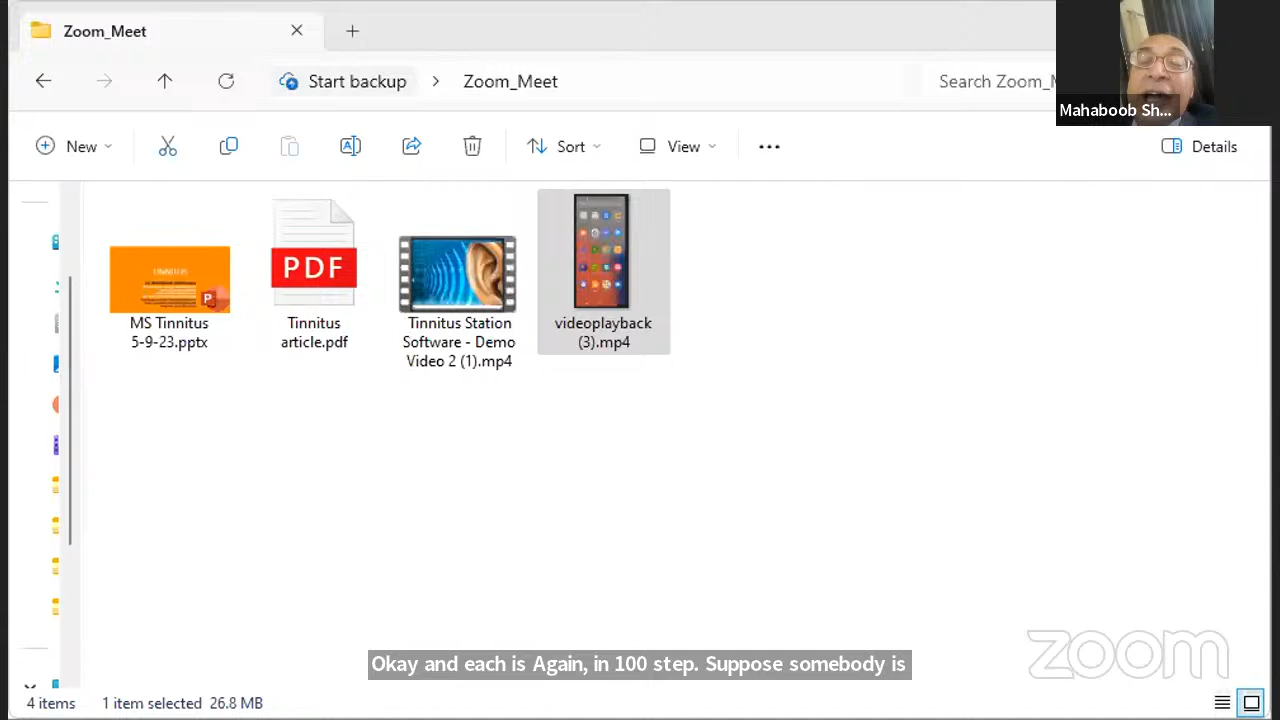 Zoom_Meet
Start backup
Zoom_Meet
Search Zoom_M
Mahaboob Sh...
New
Sort
View
Details
TINNITUS
PDF
MS Tinnitus
5-9-23.pptx
Tinnitus
article.pdf
Tinnitus Station
Software - Demo
Video 2 (1).mp4
videoplayback
(3).mp4
zoom
Okay and each is Again, in 100 step. Suppose somebody is
4 items
1 item selected 26.8 MB